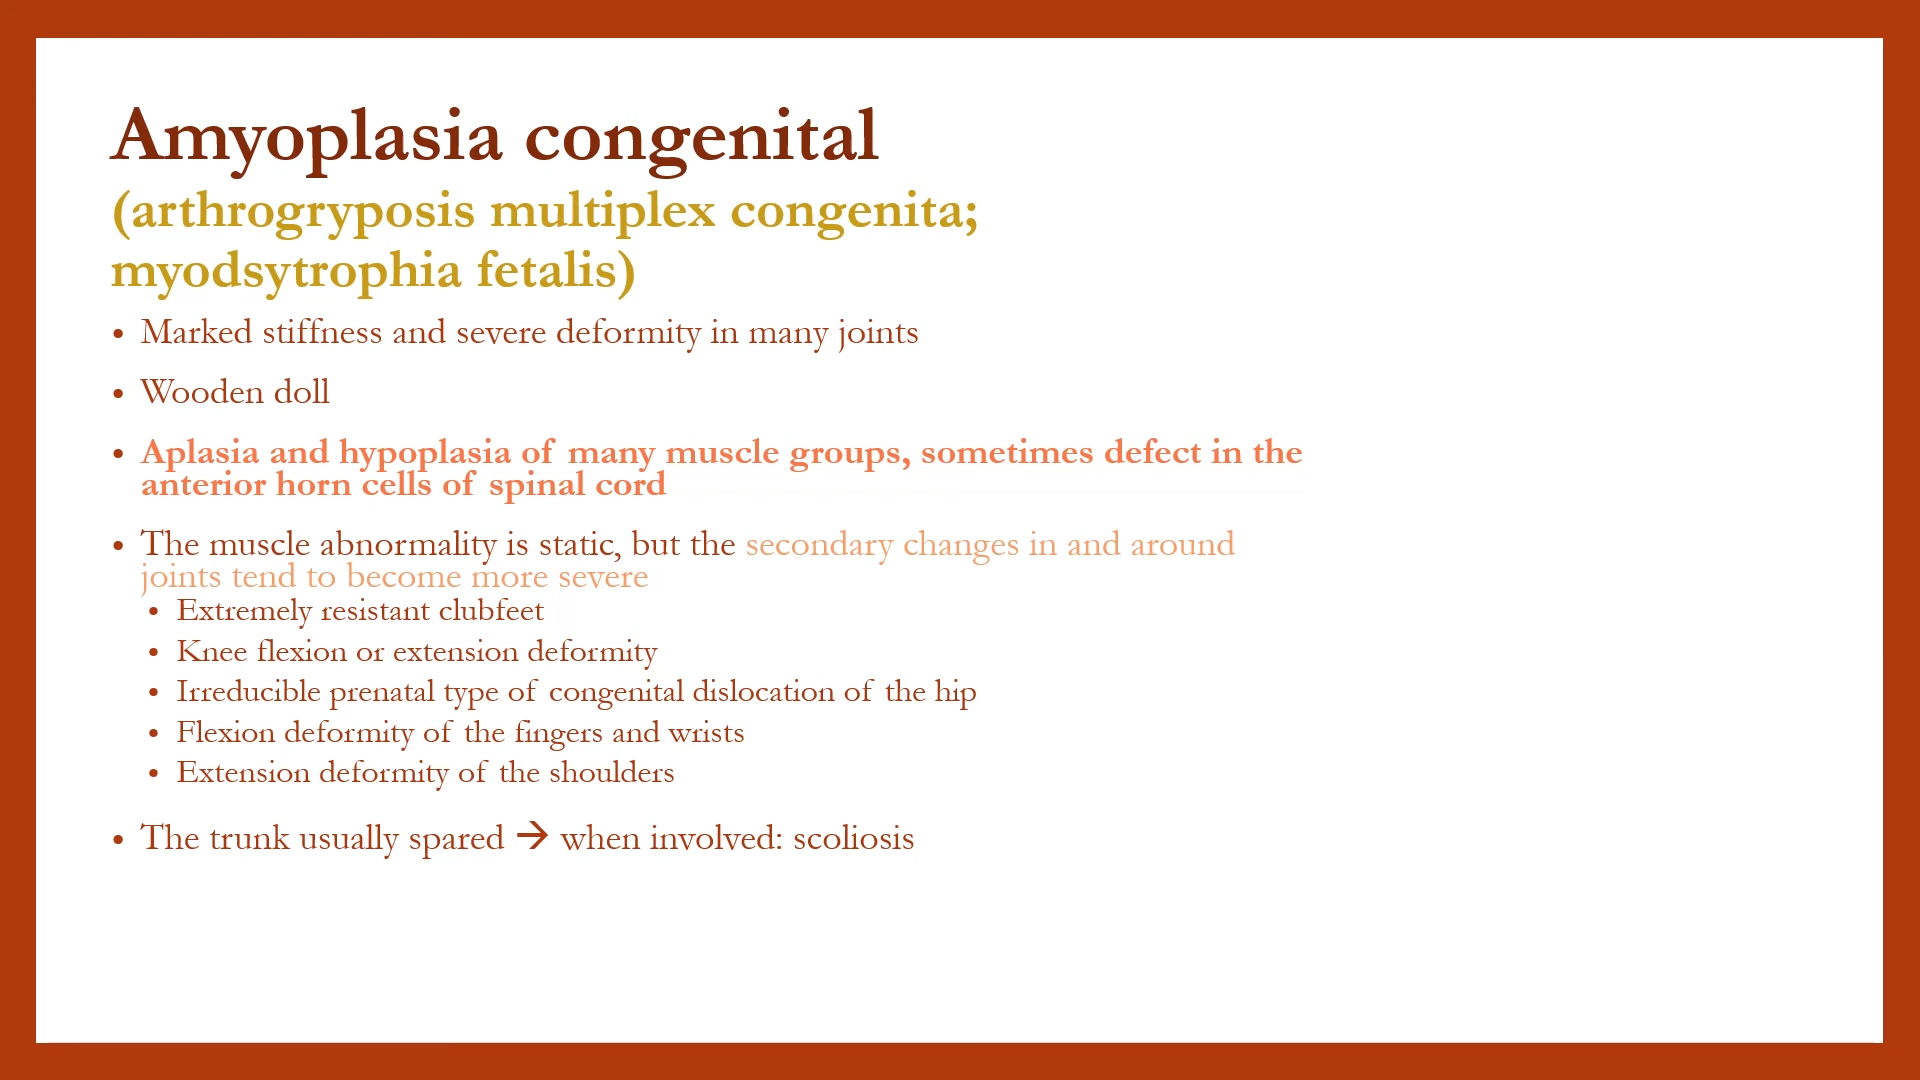 Amyoplasia congenital
(arthrogryposis multiplex congenita;
myodsytrophia fetalis)
• Marked stiffness and severe deformity in many joints
• Wooden doll
• Aplasia and hypoplasia of many muscle groups, sometimes defect in the
anterior horn cells of spinal cord
• The muscle abnormality is static, but the secondary changes in and around
joints tend to become more severe
• Extremely resistant clubfeet
• Knee flexion or extension deformity
• Irreducible prenatal type of congenital dislocation of the hip
• Flexion deformity of the fingers and wrists
• Extension deformity of the shoulders
• The trunk usually spared → when involved: scoliosis